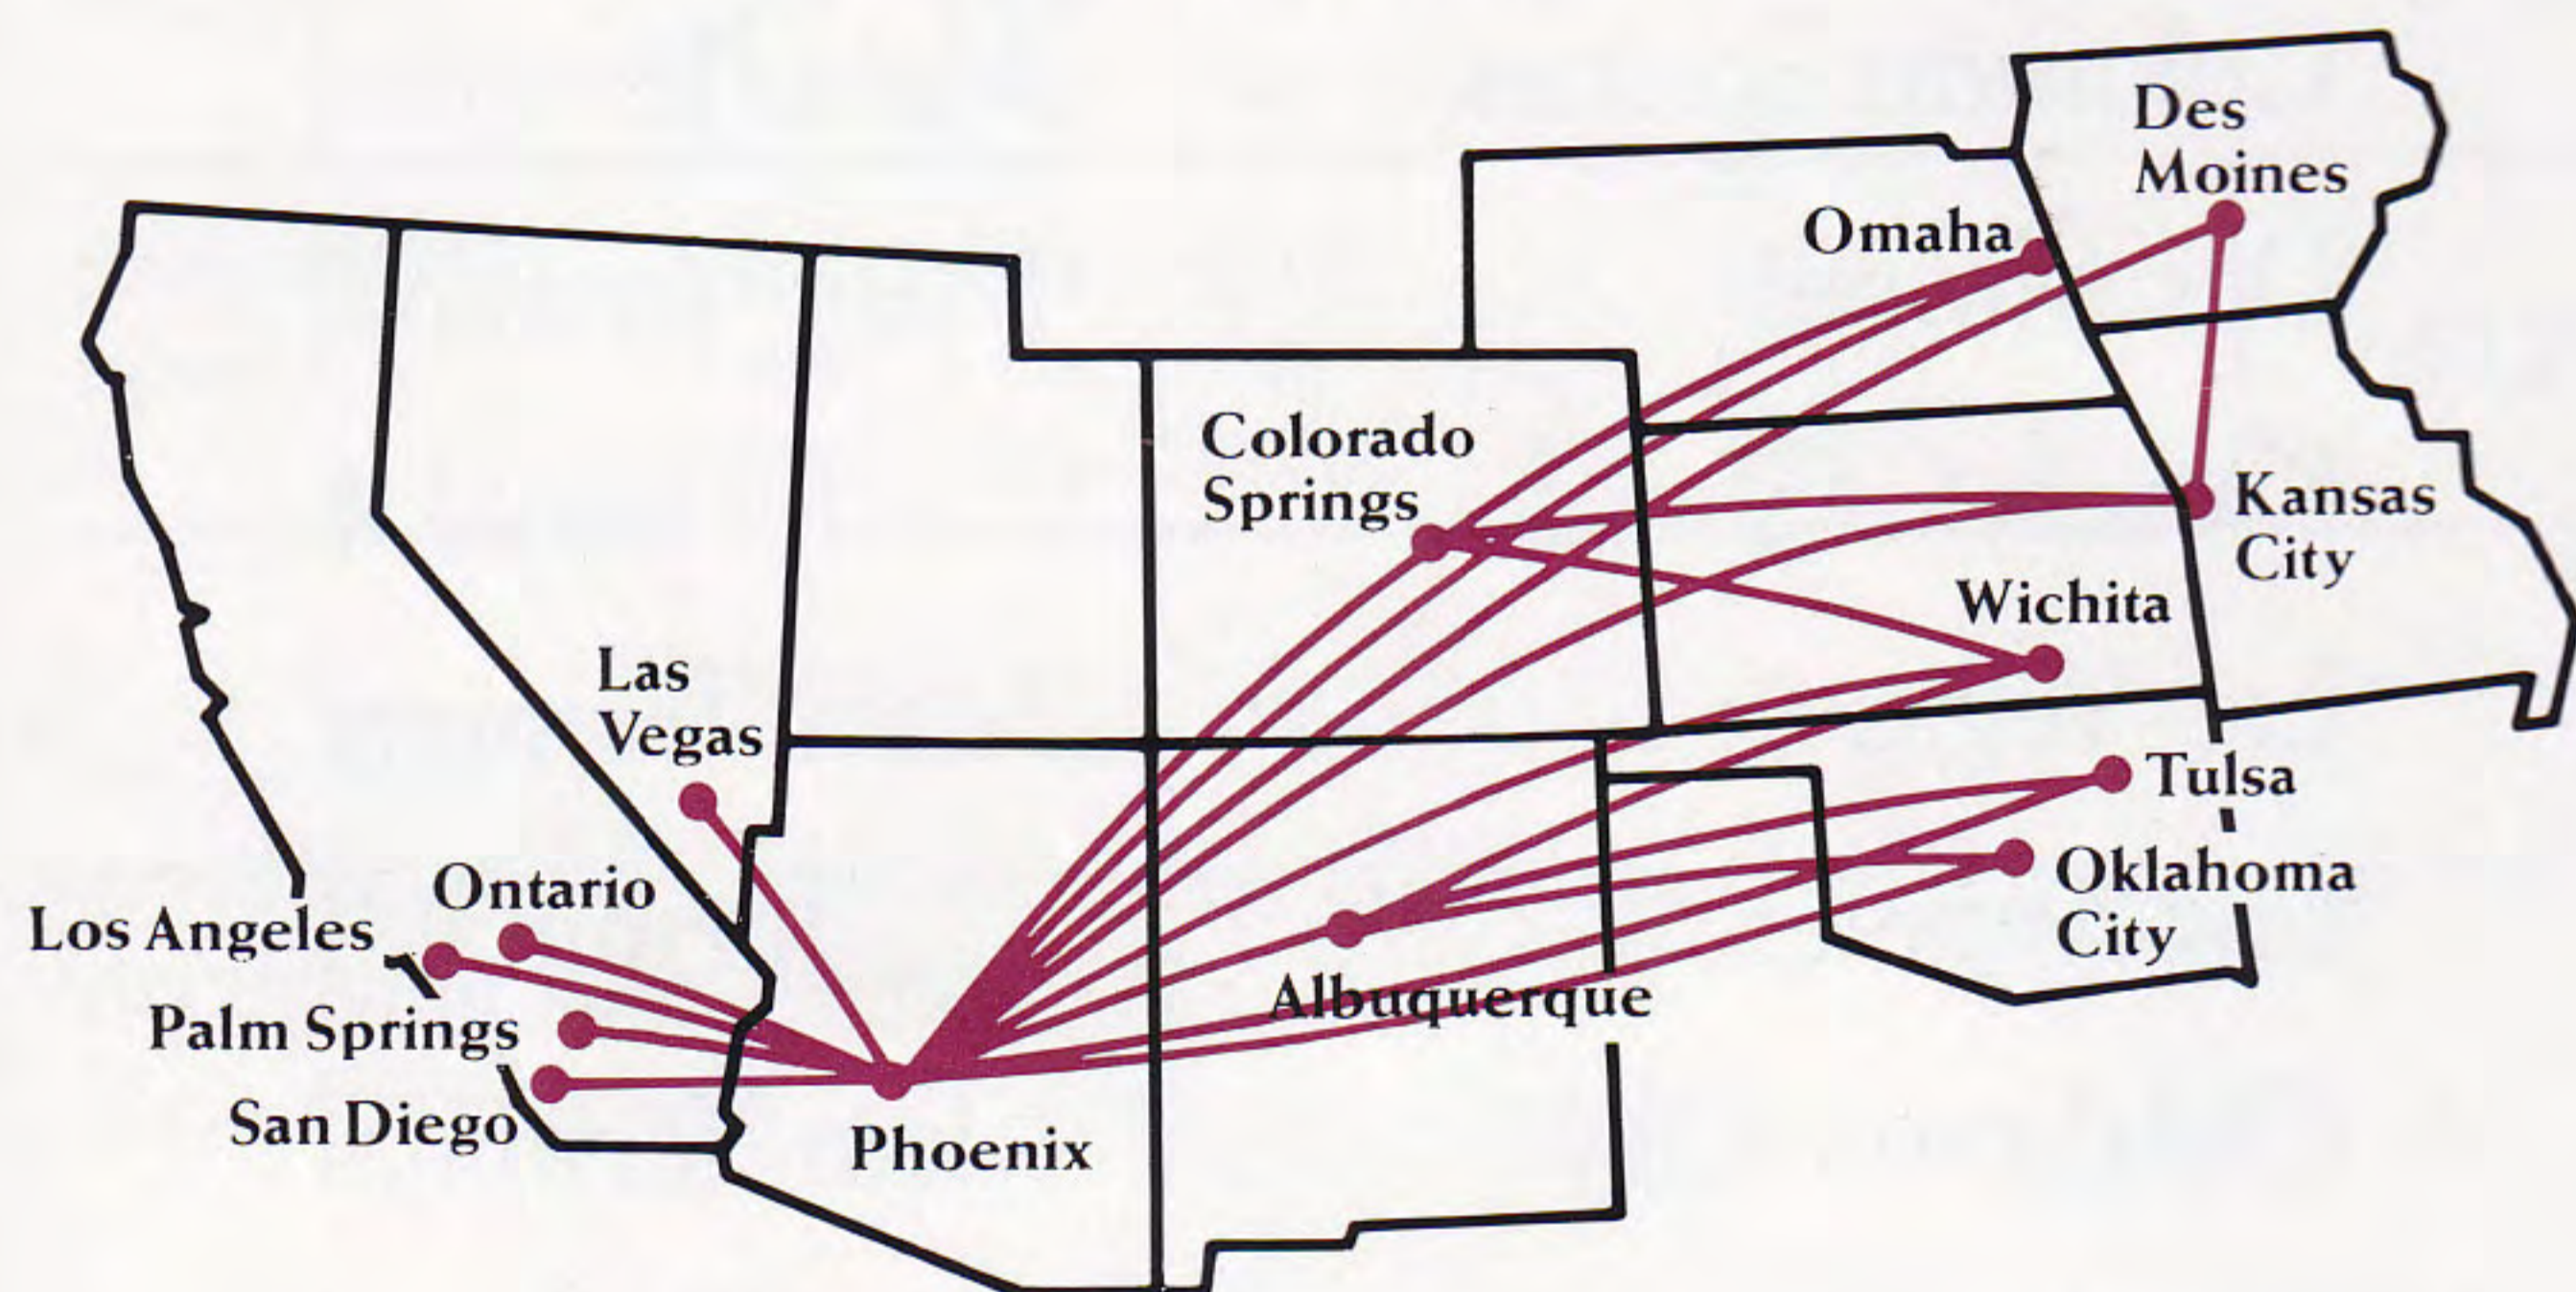 Des
Moines
Omaha
Colorado
Springs
Kansas
City
Wichita
Las
Vegas
Tulsa
Ontario
Oklahoma
City
Los Angeles
Albuquerque
Palm Springs
San Diego
Phoenix